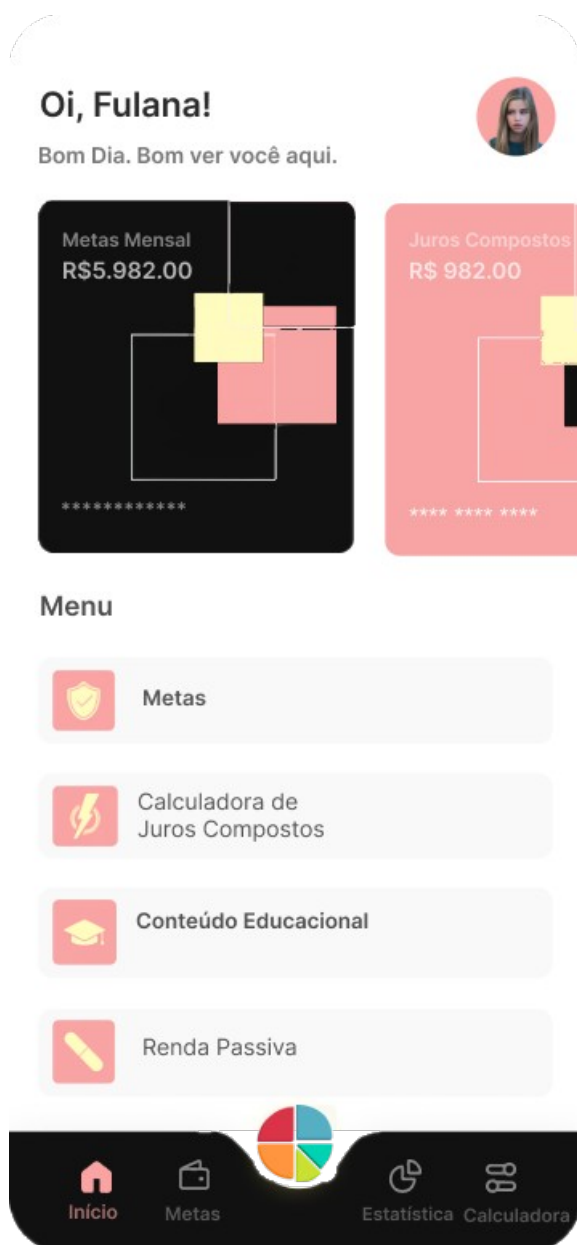 Oi, Fulana!
Bom Dia. Bom ver você aqui.
Metas Mensal
R$5.982.00
************
Juros Compostos
R$ 982.00
**** **** ****
Menu
Metas
Calculadora de
Juros Compostos
Conteúdo Educacional
Renda Passiva
Início
Metas
Estatística
Calculadora